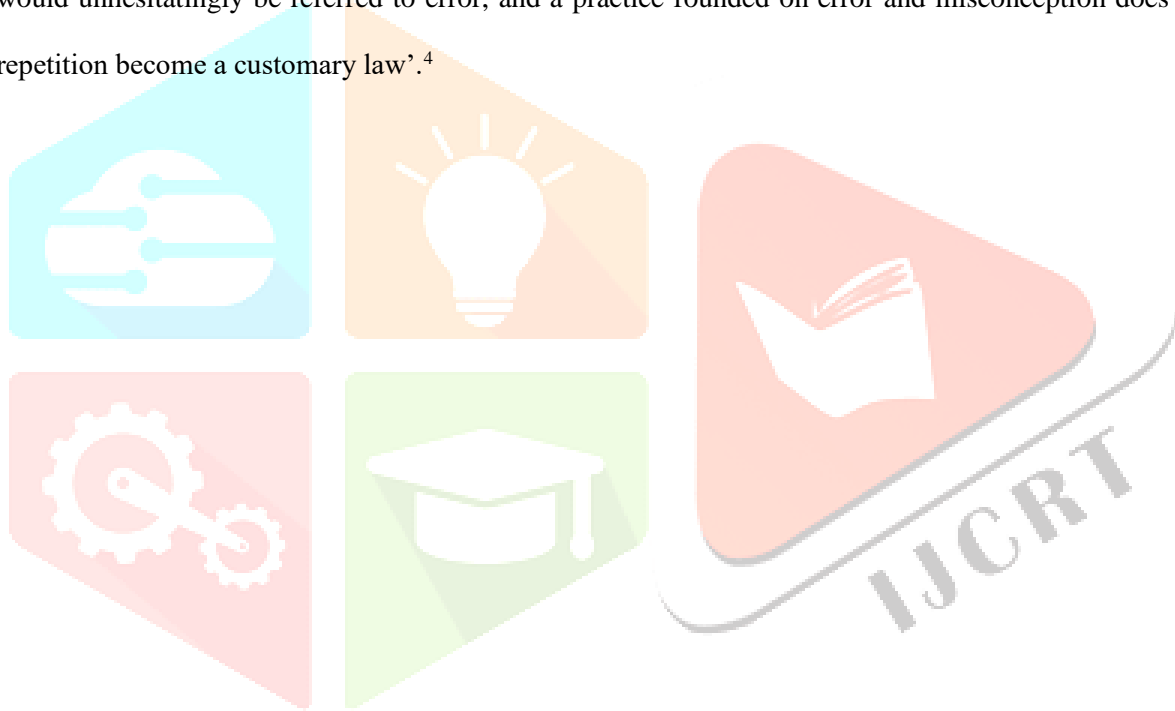 would unhesitatingly be referred to error, and a practice founded on error and misconception does
repetition become a customary law’.⁴
IJCRT